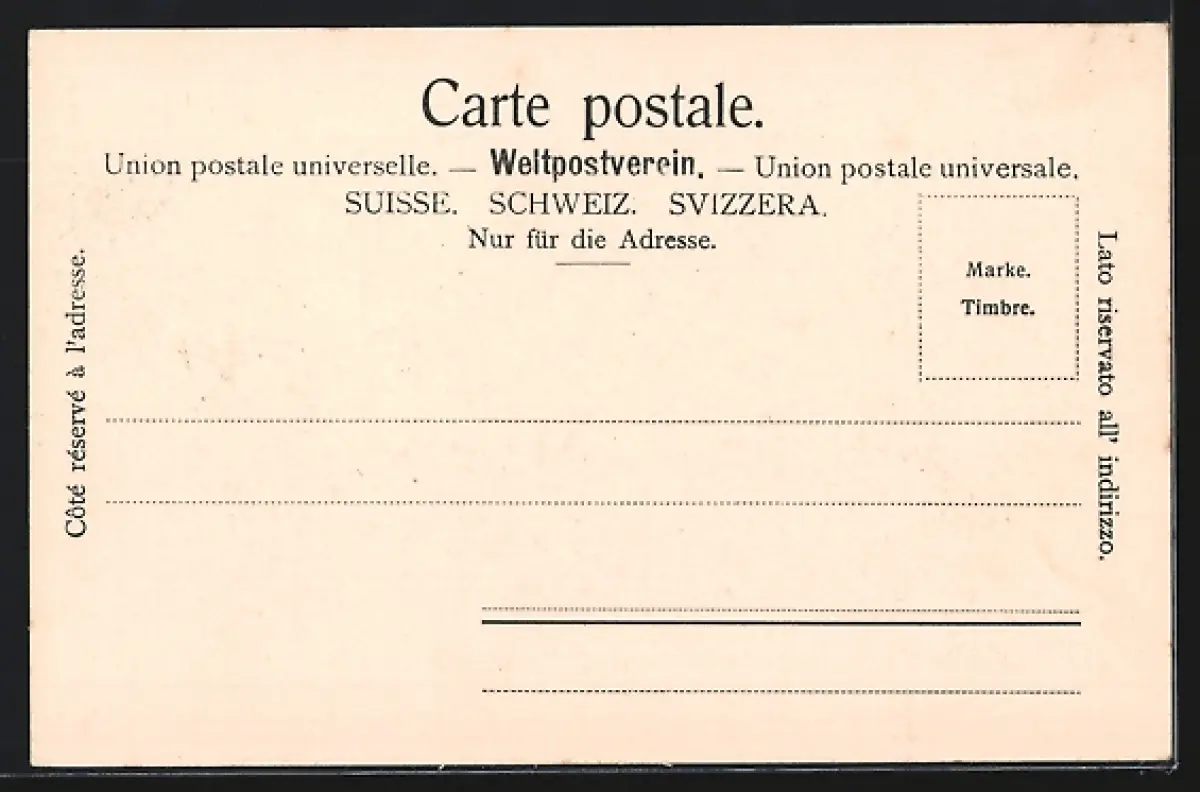 Carte postale.
Union postale universelle. — Weltpostverein. — Union postale universale.
SUISSE. SCHWEIZ. SVIZZERA.
Nur für die Adresse.
Marke.
Timbre.
Côté réservé à l'adresse.
Lato riservato all' indirizzo.